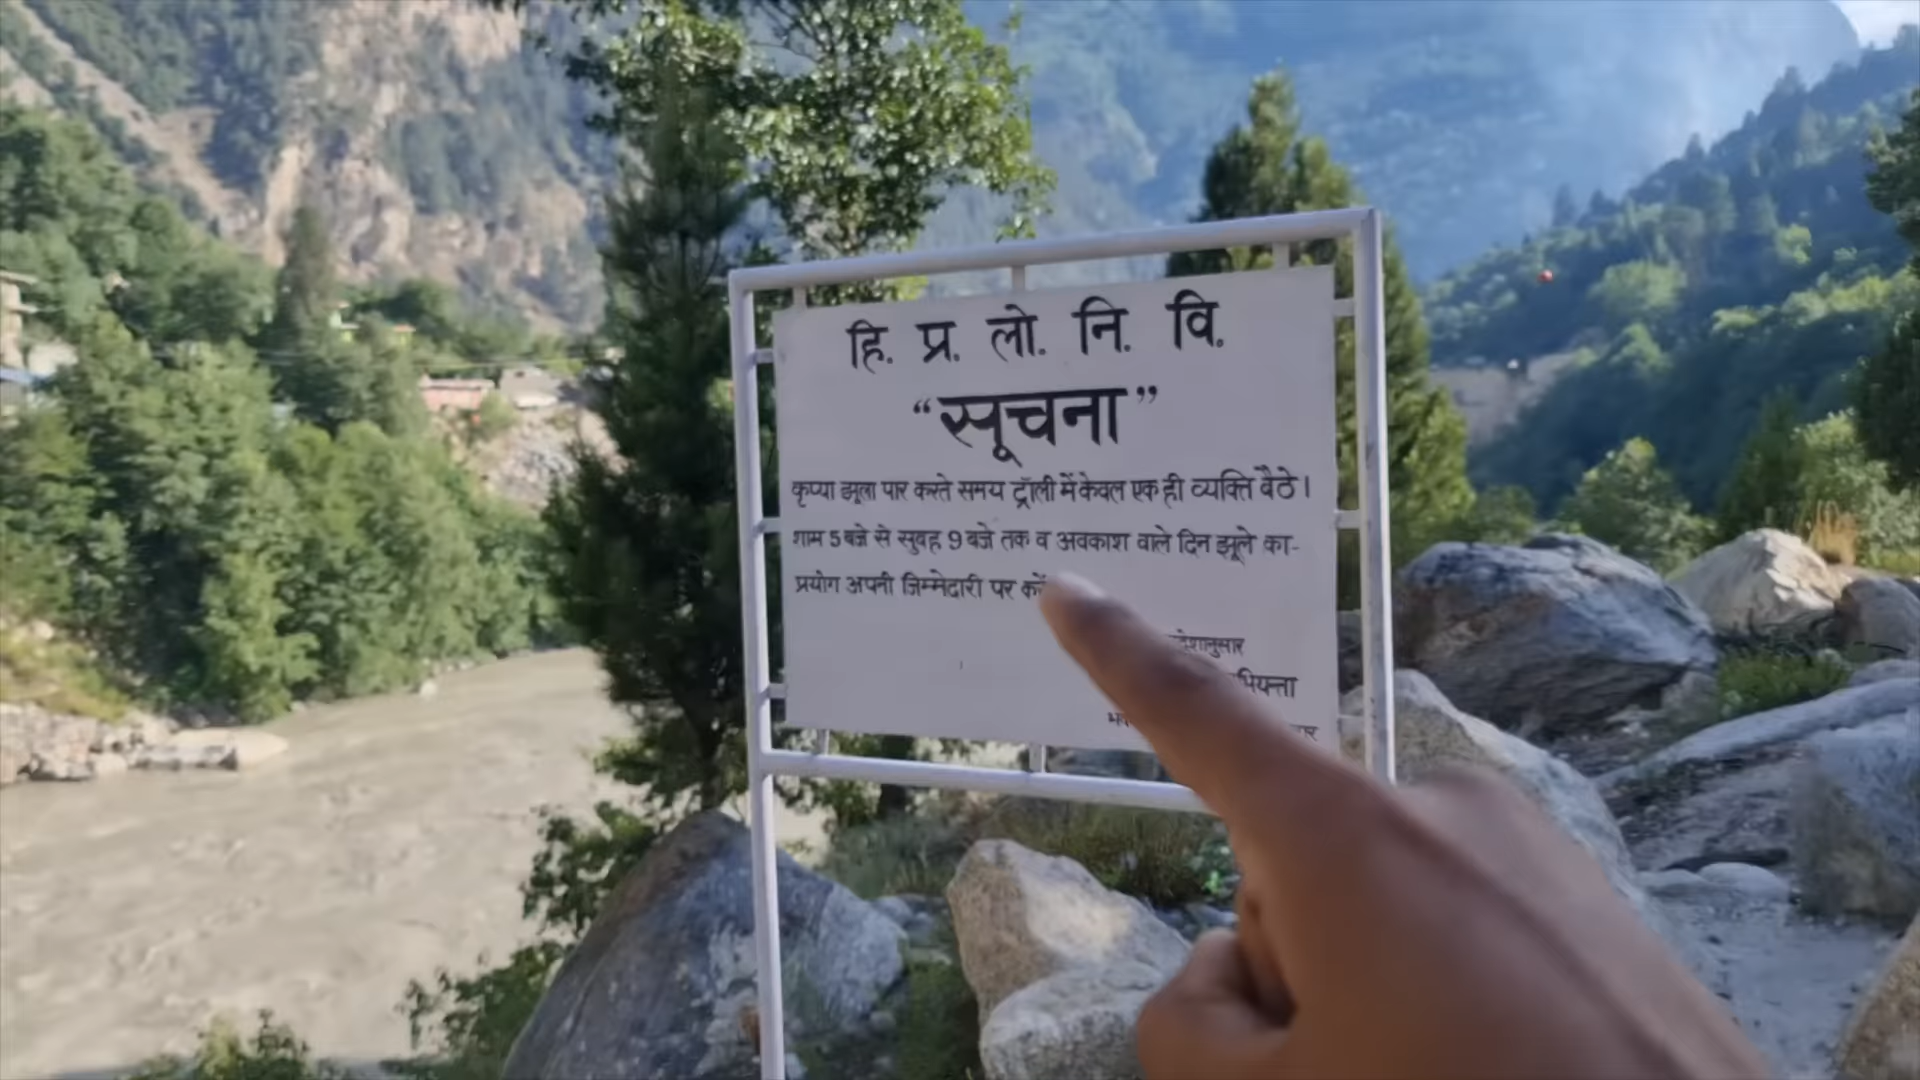 हि. प्र. लो. नि. वि.
“सूचना”
कृप्या झूला पार करते समय ट्रॉली में केवल एक ही व्यक्ति बैठे।
शाम 5 बजे से सुबह 9 बजे तक व अवकाश वाले दिन झूले का-
प्रयोग अपनी जिम्मेदारी पर करें